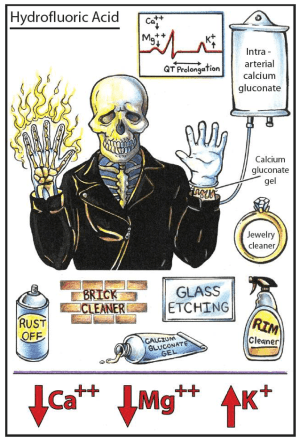 Hydrofluoric Acid
Ca++
Mg++
K+
QT Prolongation
Intra -
arterial
calcium
gluconate
Calcium
gluconate
gel
Jewelry
cleaner
RUST
OFF
BRICK
CLEANER
GLASS
ETCHING
CALCIUM
GLUCONATE
GEL
RIM
Cleaner
↓Ca++ ↓Mg++ ↑K+